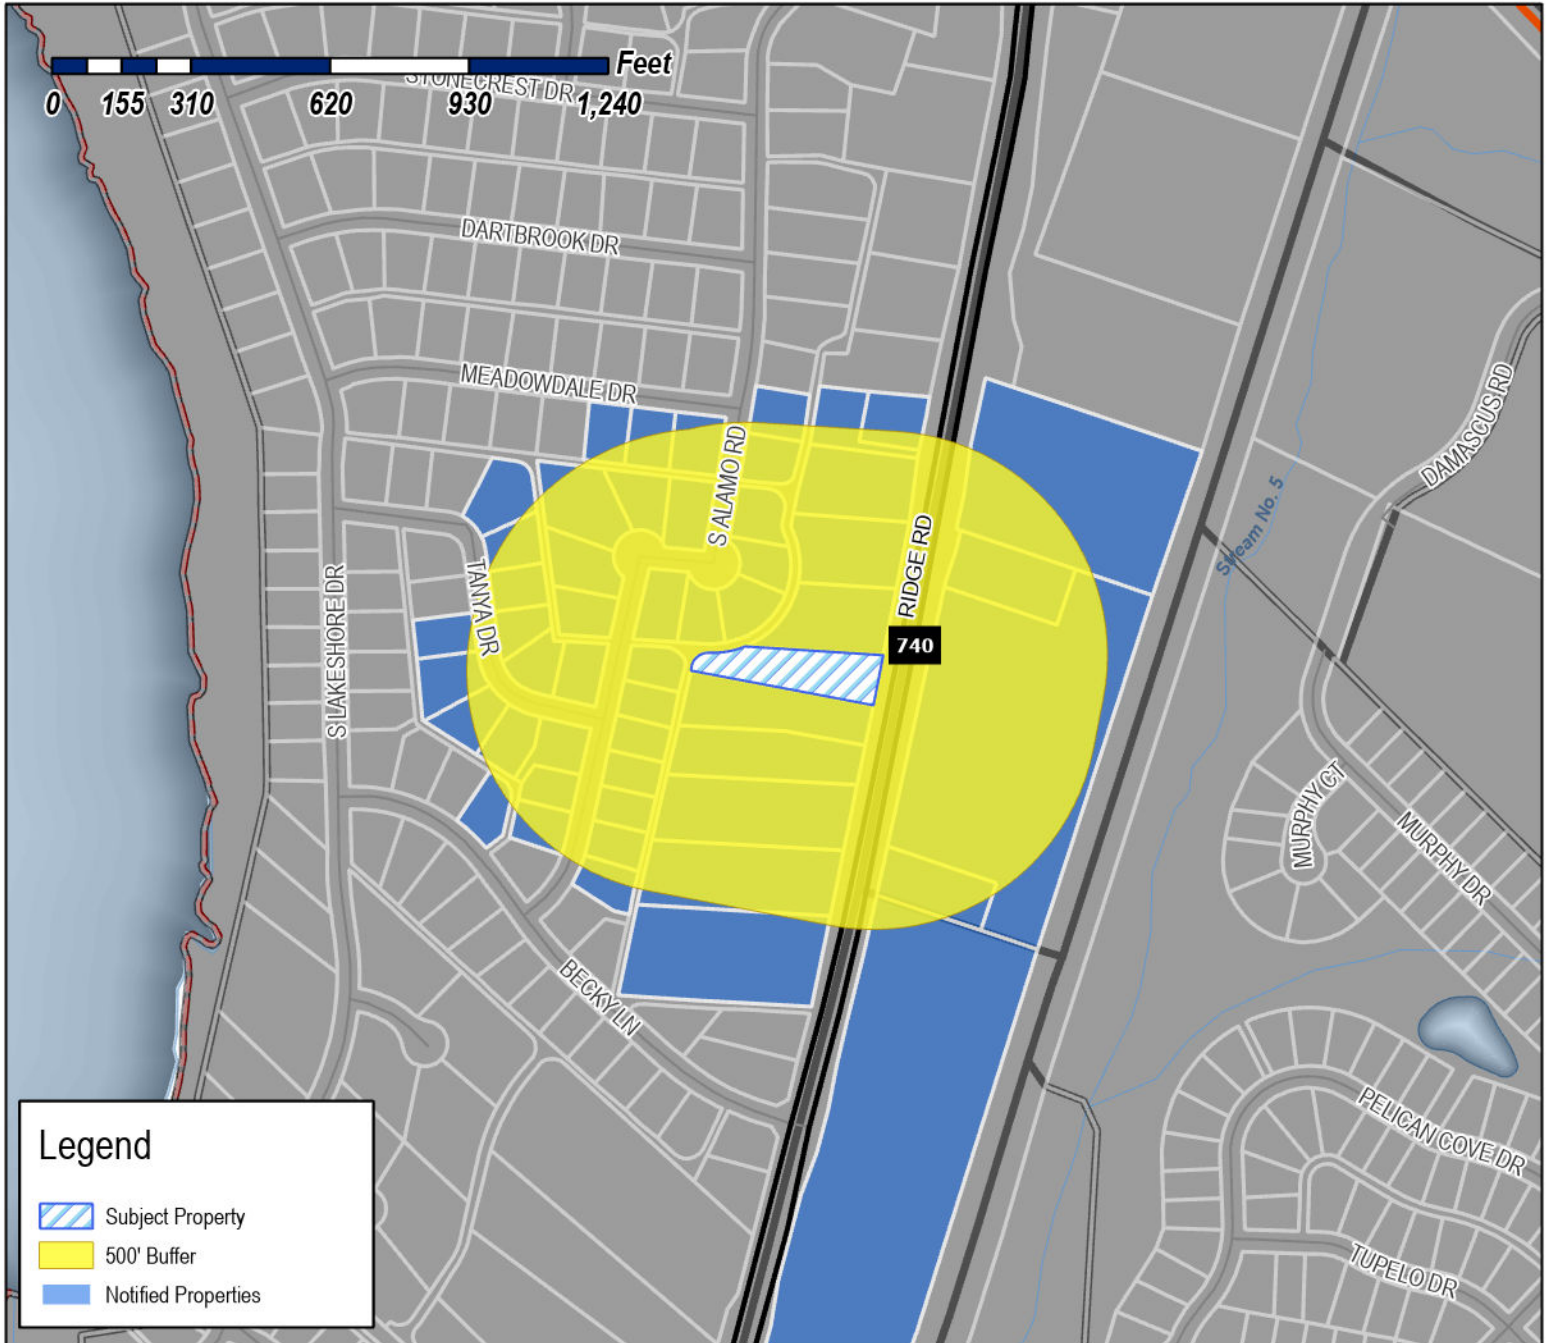 Feet
STONECREST DR
0 155 310 620 930 1,240
DARTBROOK DR
MEADOWDALE DR
S ALAMO RD
DAMASCUS RD
Stream No. 5
RIDGE RD
TANYA DR
S LAKESHORE DR
740
MURPHY CT
MURPHY DR
BECKY LN
PELICAN COVE DR
TUPELO DR
Legend
Subject Property
500' Buffer
Notified Properties